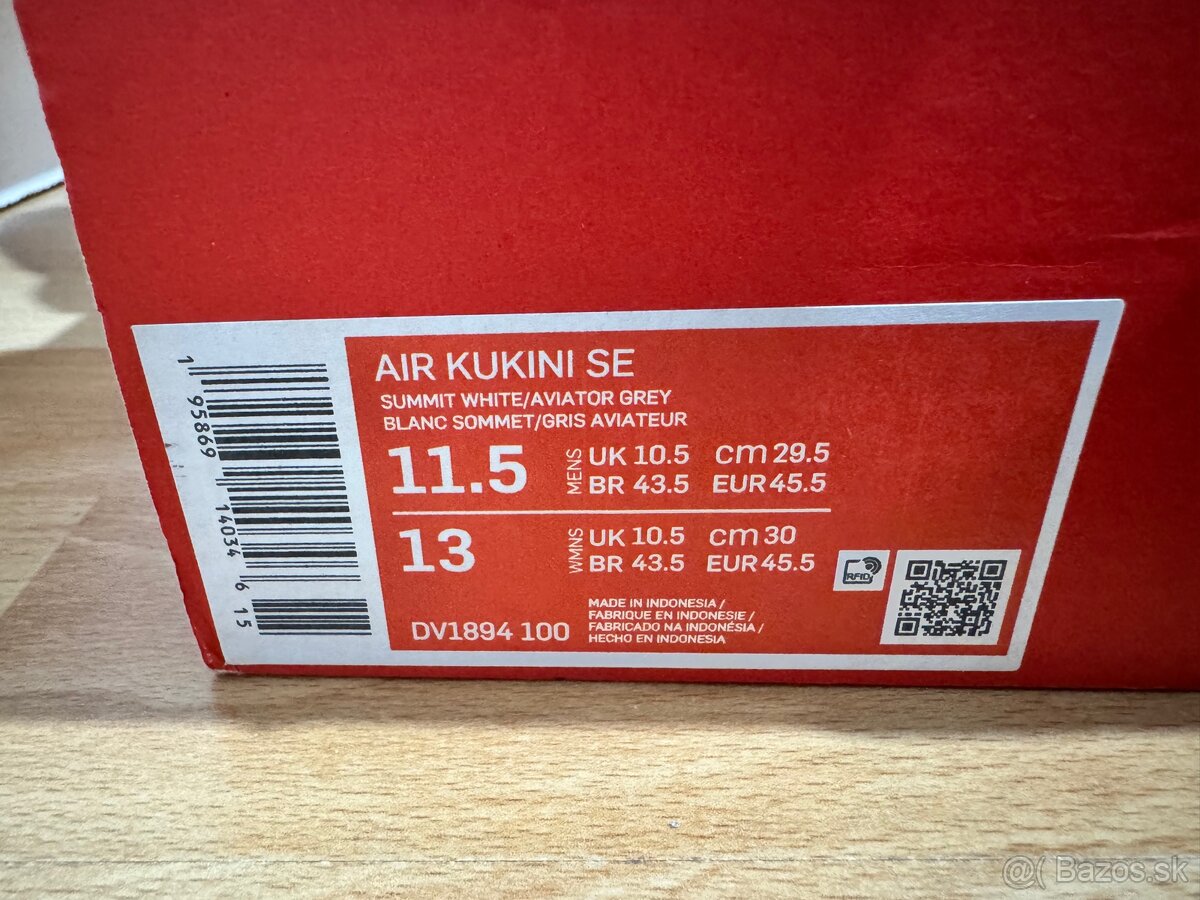 1 95869 14034 6 15
AIR KUKINI SE
SUMMIT WHITE/AVIATOR GREY
BLANC SOMMET/GRIS AVIATEUR
11.5 MENS UK 10.5 cm 29.5
BR 43.5 EUR 45.5
13 WMNS UK 10.5 cm 30
BR 43.5 EUR 45.5
RFID
DV1894 100
MADE IN INDONESIA /
FABRIQUE EN INDONESIE /
FABRICADO NA INDONÉSIA /
HECHO EN INDONESIA
@( Bazos.sk